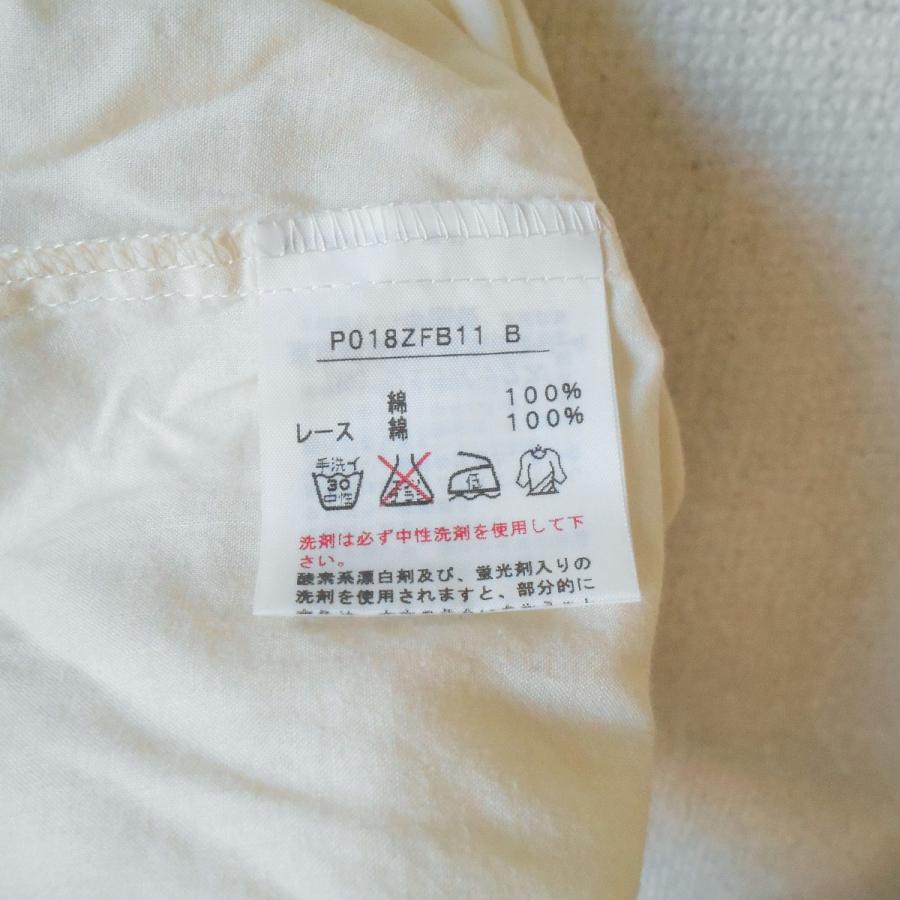 P018ZFB11 B
綿 100%
レース 綿 100%
手洗イ
30
中性
低
洗剤は必ず中性洗剤を使用して下
さい。
酸素系漂白剤及び、蛍光剤入りの
洗剤を使用されますと、部分的に